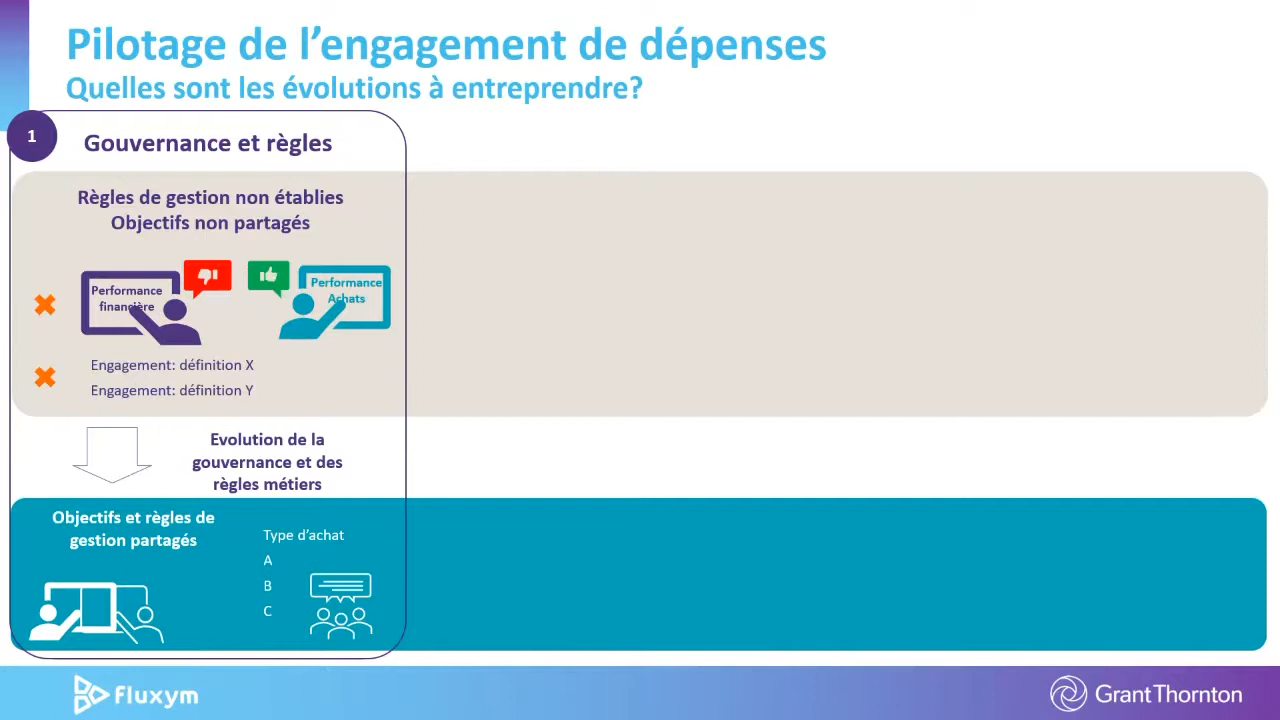 Pilotage de l’engagement de dépenses
Quelles sont les évolutions à entreprendre?
1
Gouvernance et règles
Règles de gestion non établies
Objectifs non partagés
Performance
financière
Performance
Achats
Engagement: définition X
Engagement: définition Y
Evolution de la
gouvernance et des
règles métiers
Objectifs et règles de
gestion partagés
Type d’achat
A
B
C
fluxym
GrantThornton